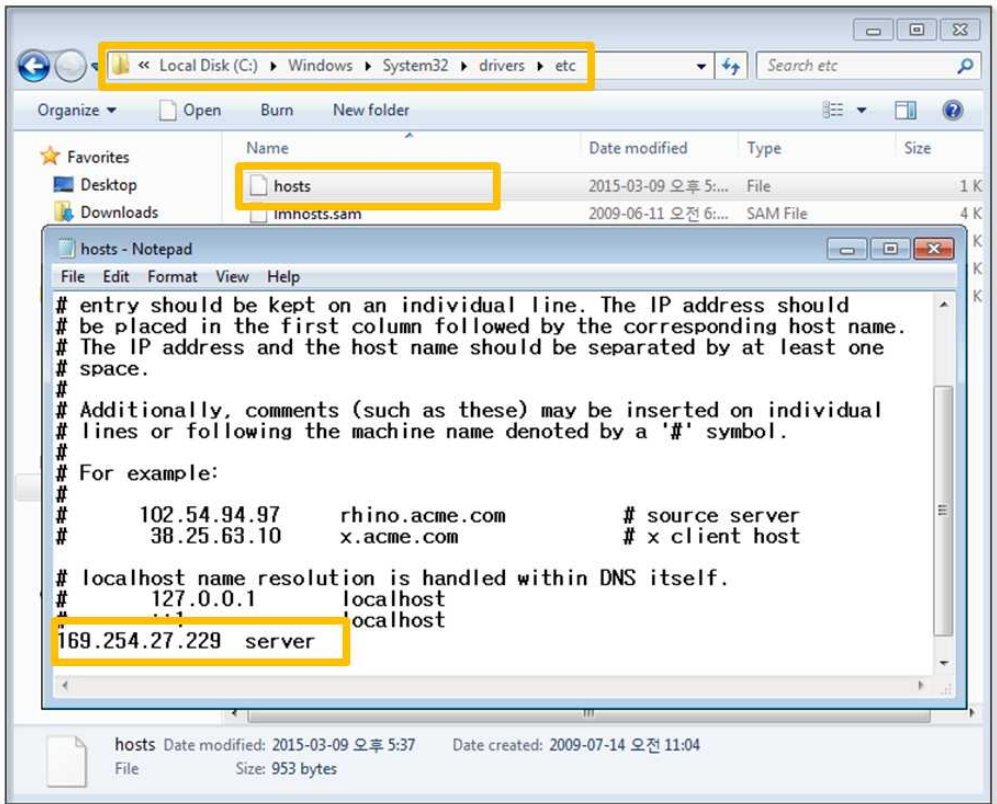 « Local Disk (C:) ▸ Windows ▸ System32 ▸ drivers ▸ etc
Search etc
Organize Open Burn New folder
Name Date modified Type Size
Favorites
Desktop
Downloads
hosts 2015-03-09 오후 5:... File 1 K
lmhosts.sam 2009-06-11 오전 6:... SAM File 4 K
K
K
K
hosts - Notepad
File Edit Format View Help
# entry should be kept on an individual line. The IP address should
# be placed in the first column followed by the corresponding host name.
# The IP address and the host name should be separated by at least one
# space.
#
# Additionally, comments (such as these) may be inserted on individual
# lines or following the machine name denoted by a '#' symbol.
#
# For example:
#
# 102.54.94.97 rhino.acme.com # source server
# 38.25.63.10 x.acme.com # x client host
# localhost name resolution is handled within DNS itself.
# 127.0.0.1 localhost
# localhost
169.254.27.229 server
hosts Date modified: 2015-03-09 오후 5:37 Date created: 2009-07-14 오전 11:04
File Size: 953 bytes